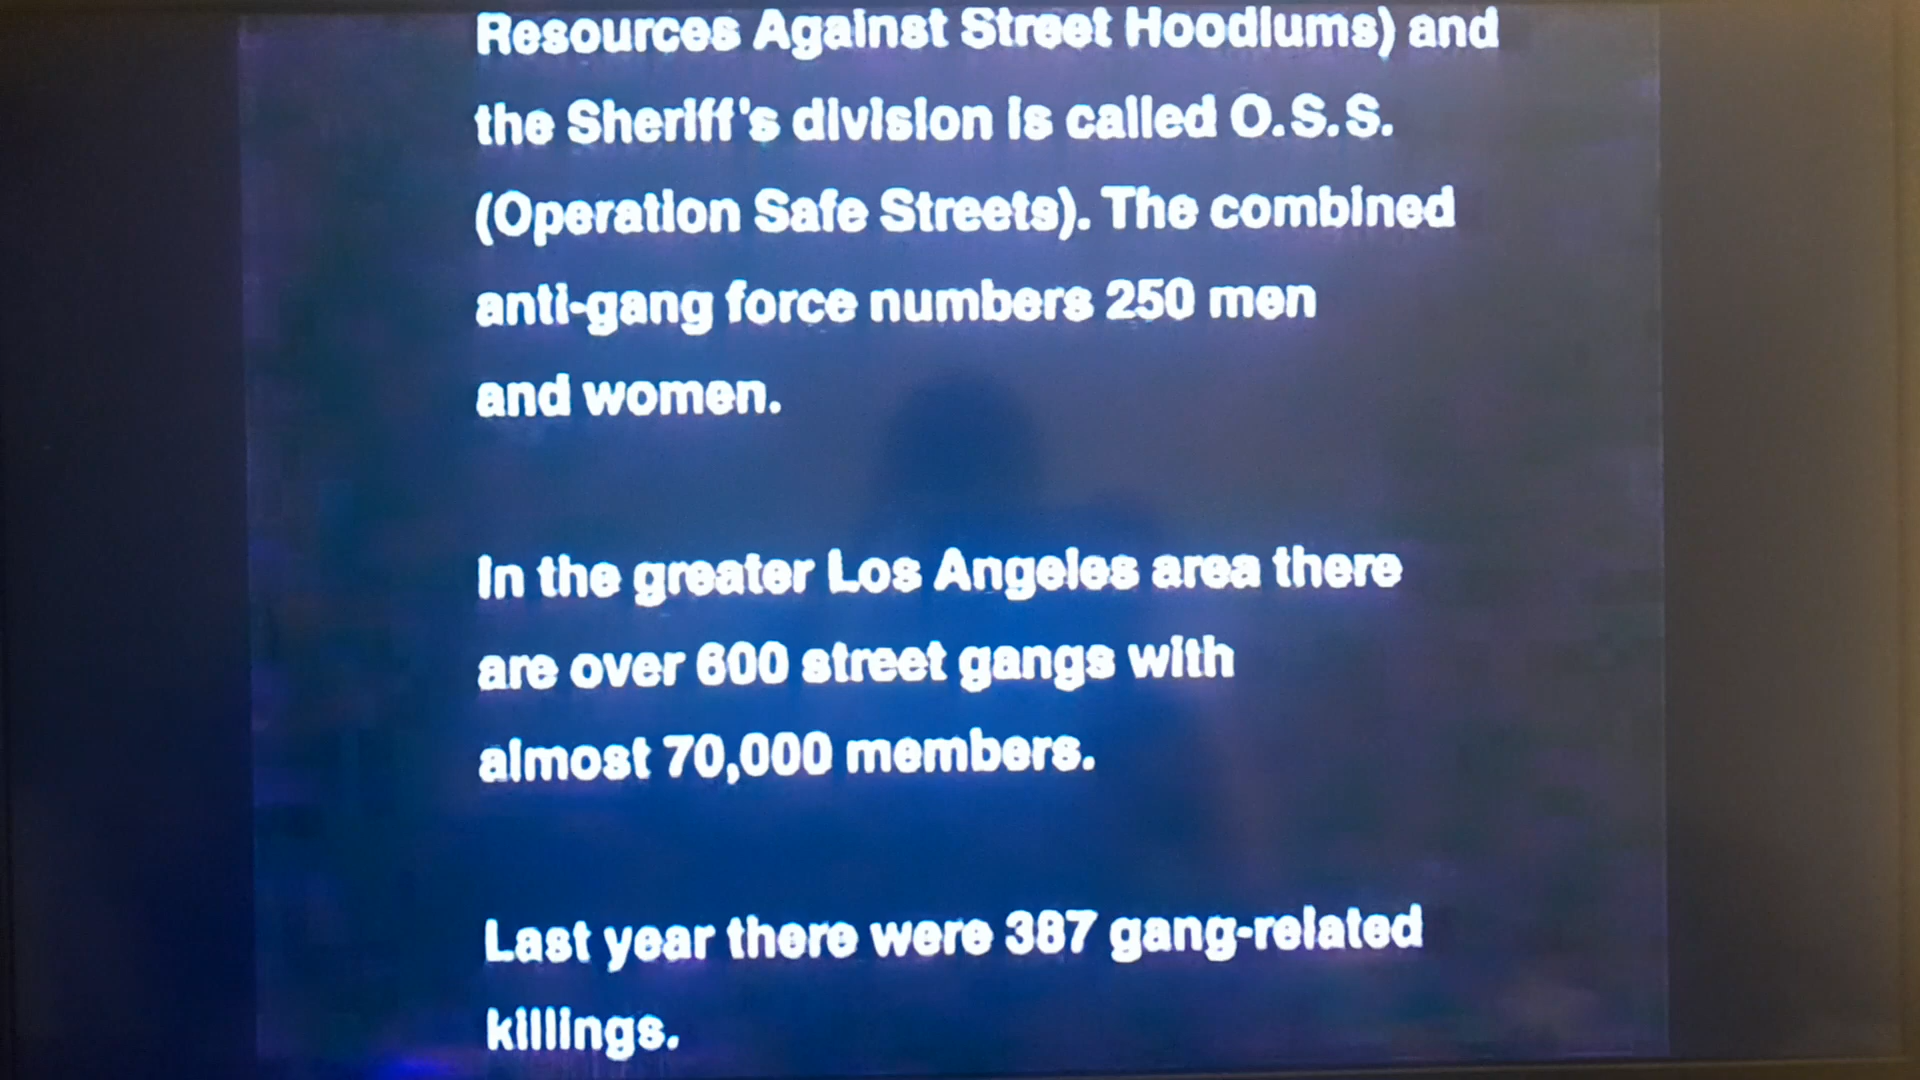 Resources Against Street Hoodlums) and
the Sheriff's division is called O.S.S.
(Operation Safe Streets). The combined
anti-gang force numbers 250 men
and women.
In the greater Los Angeles area there
are over 600 street gangs with
almost 70,000 members.
Last year there were 387 gang-related
killings.